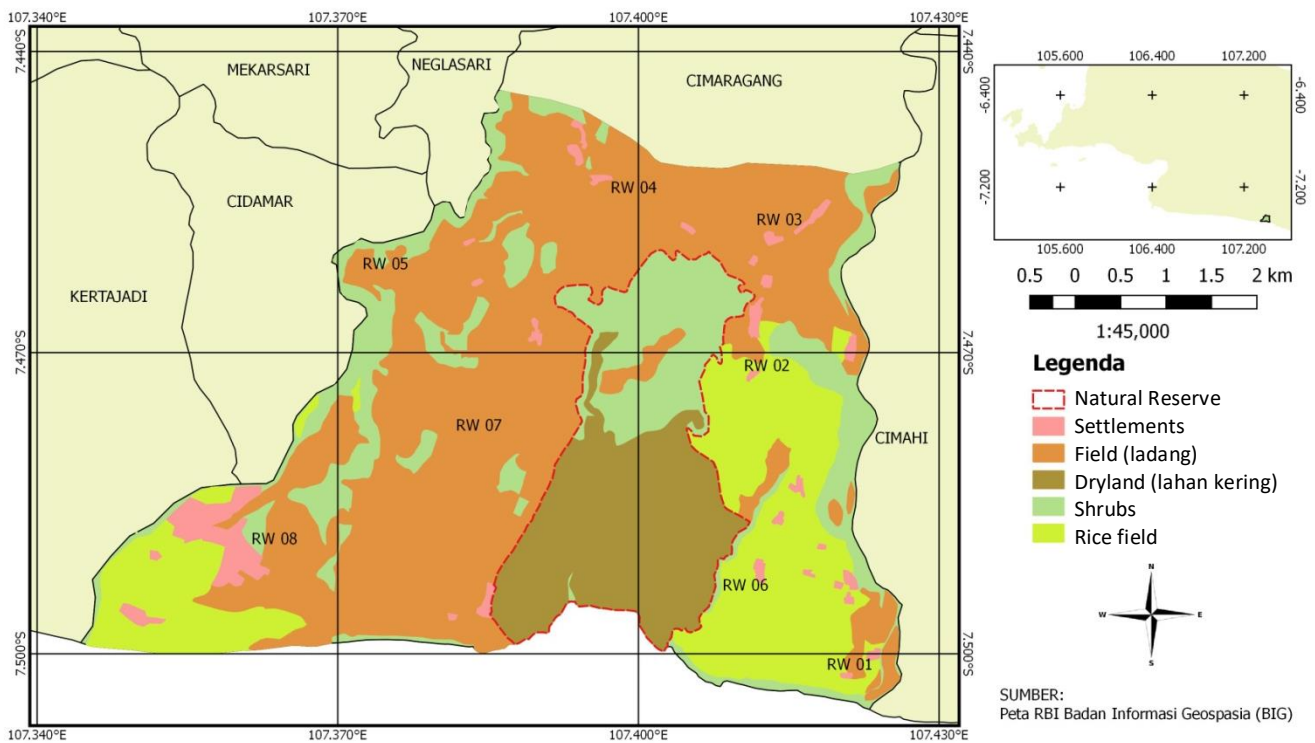 107.340°E 107.370°E 107.400°E 107.430°E
7.440°S
7.440°S
MEKARSARI
NEGLASARI
CIMARAGANG
CIDAMAR
KERTAJADI
RW 04
RW 03
RW 05
7.470°S
7.470°S
RW 02
RW 07
CIMAHI
RW 08
RW 06
RW 01
7.500°S
7.500°S
107.340°E 107.370°E 107.400°E 107.430°E
105.600 106.400 107.200
-6.400
-6.400
-7.200
-7.200
105.600 106.400 107.200
0.5 0 0.5 1 1.5 2 km
1:45,000
Legenda
Natural Reserve
Settlements
Field (ladang)
Dryland (lahan kering)
Shrubs
Rice field
N
W E
S
SUMBER:
Peta RBI Badan Informasi Geospasia (BIG)